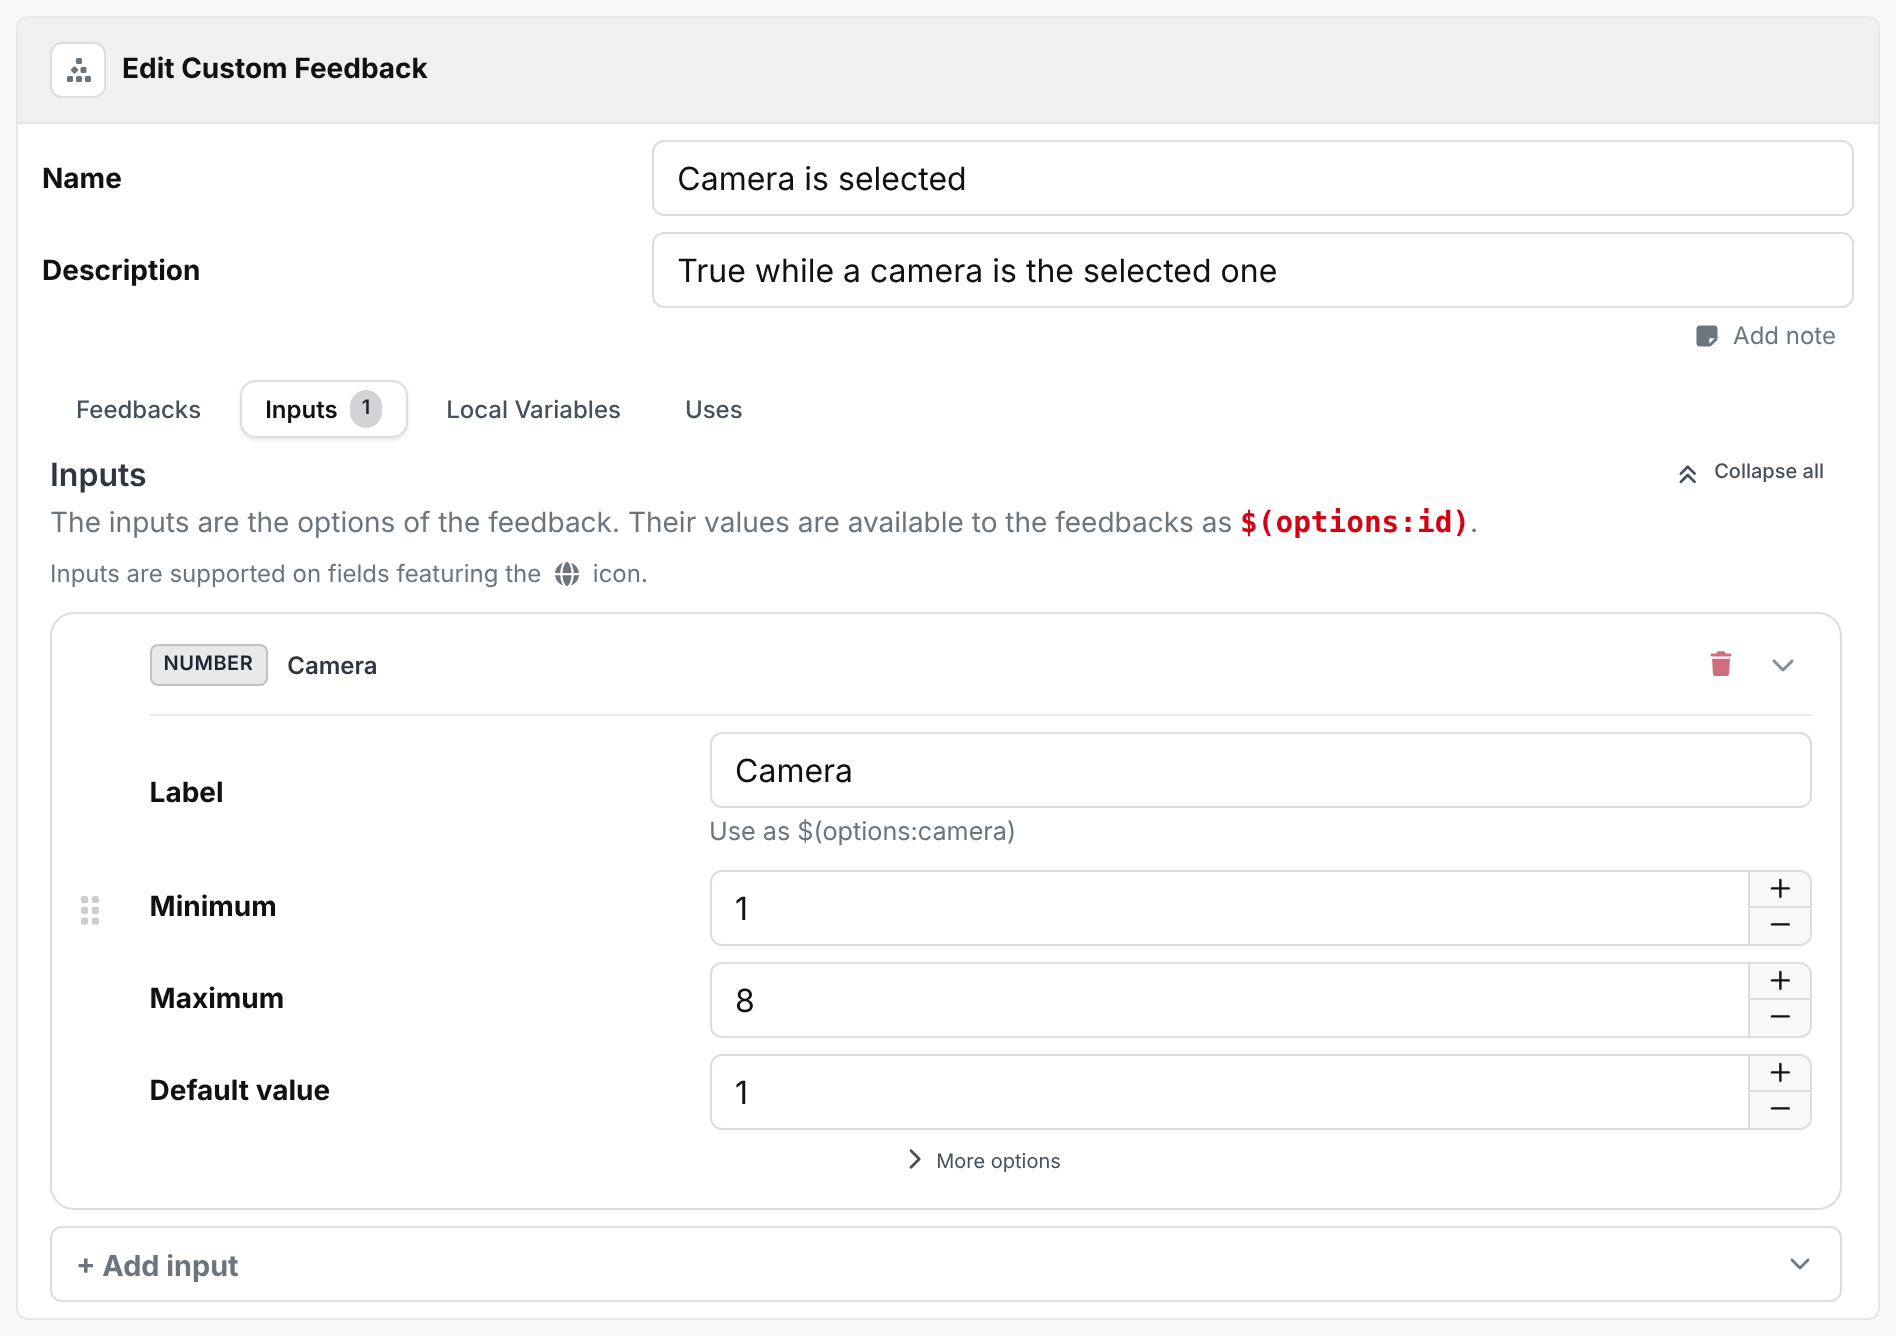 Edit Custom Feedback
Name
Camera is selected
Description
True while a camera is the selected one
Add note
Feedbacks
Inputs 1
Local Variables
Uses
Inputs
Collapse all
The inputs are the options of the feedback. Their values are available to the feedbacks as $(options:id).
Inputs are supported on fields featuring the icon.
NUMBER Camera
Label
Camera
Use as $(options:camera)
Minimum
1
Maximum
8
Default value
1
More options
+ Add input